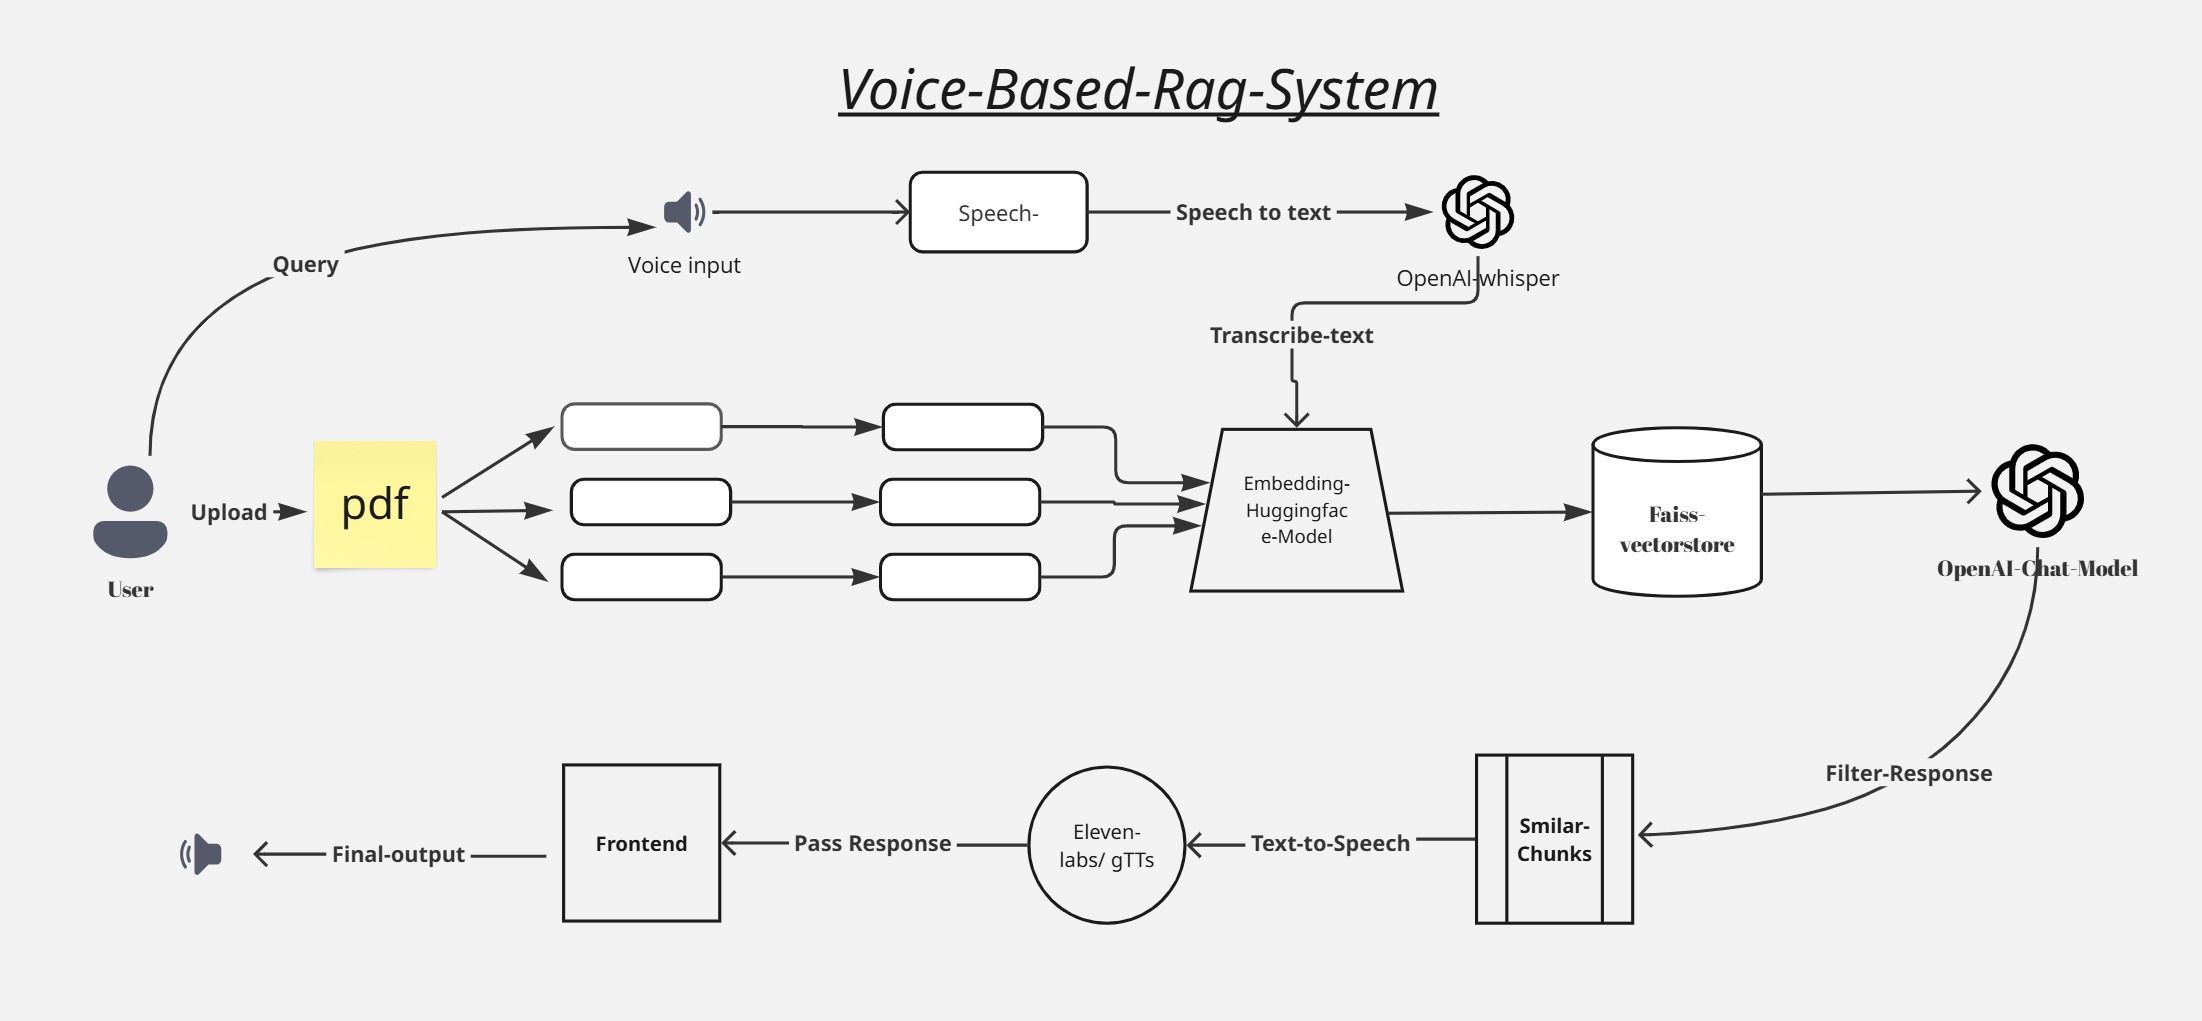 Voice-Based-Rag-System
Query
Voice input
Speech-
Speech to text
OpenAI-whisper
Transcribe-text
User
Upload
pdf
Embedding-
Huggingfac
e-Model
Faiss-
vectorstore
OpenAI-Chat-Model
Filter-Response
Smilar-
Chunks
Text-to-Speech
Eleven-
labs/ gTTs
Pass Response
Frontend
Final-output